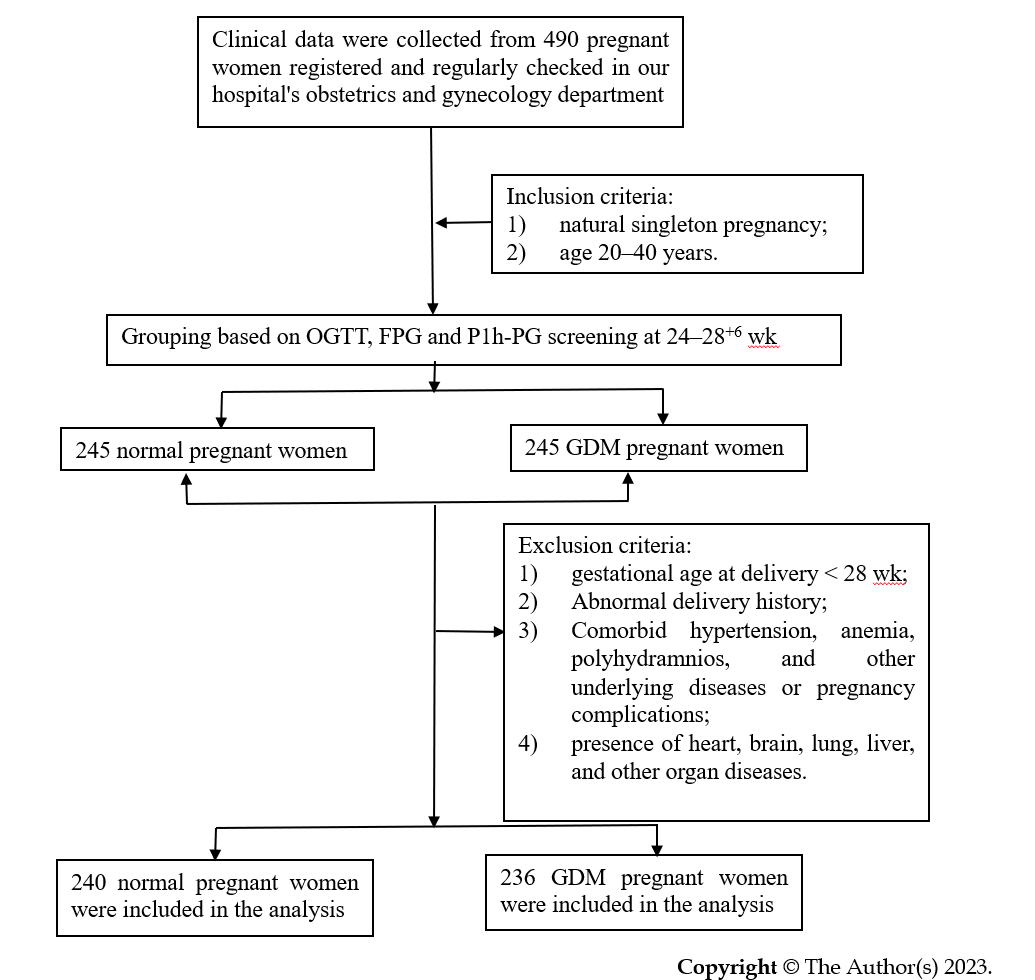 Clinical data were collected from 490 pregnant
women registered and regularly checked in our
hospital's obstetrics and gynecology department
Inclusion criteria:
1) natural singleton pregnancy;
2) age 20–40 years.
Grouping based on OGTT, FPG and P1h-PG screening at 24–28⁺⁶ wk
245 normal pregnant women
245 GDM pregnant women
Exclusion criteria:
1) gestational age at delivery < 28 wk;
2) Abnormal delivery history;
3) Comorbid hypertension, anemia,
polyhydramnios, and other
underlying diseases or pregnancy
complications;
4) presence of heart, brain, lung, liver,
and other organ diseases.
240 normal pregnant women
were included in the analysis
236 GDM pregnant women
were included in the analysis
Copyright © The Author(s) 2023.